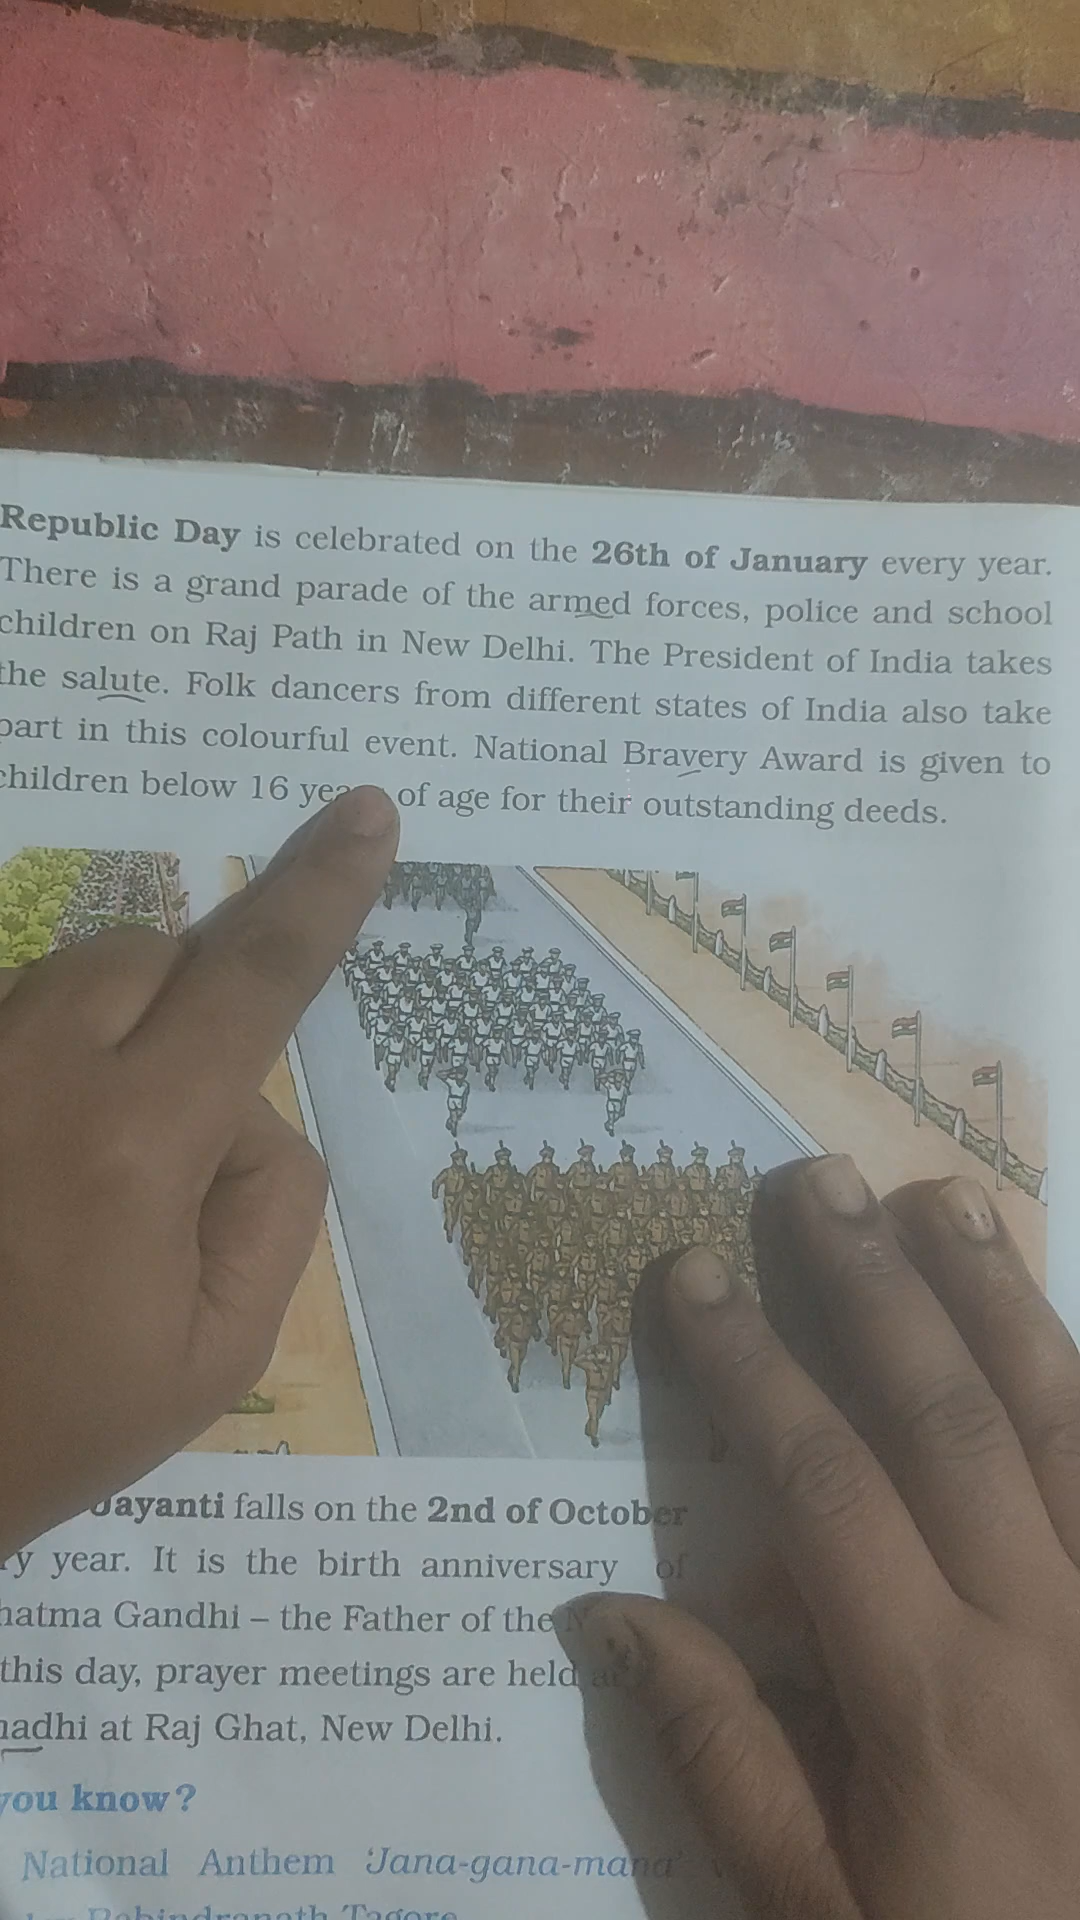 Republic Day is celebrated on the 26th of January every year.
There is a grand parade of the armed forces, police and school
children on Raj Path in New Delhi. The President of India takes
the salute. Folk dancers from different states of India also take
part in this colourful event. National Bravery Award is given to
children below 16 years of age for their outstanding deeds.
Jayanti falls on the 2nd of October
ry year. It is the birth anniversary of
hatma Gandhi – the Father of the
this day, prayer meetings are held
madhi at Raj Ghat, New Delhi.
you know?
National Anthem 'Jana-gana-mana'
Rabindranath Tagore